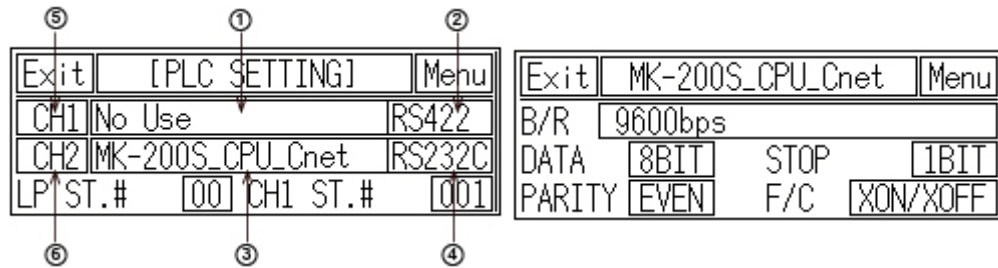 ⑤ ① ②
Exit [PLC SETTING] Menu
CH1 No Use RS422
CH2 MK-200S_CPU_Cnet RS232C
LP ST.# 00 CH1 ST.# 001
⑥ ③ ④
Exit MK-200S_CPU_Cnet Menu
B/R 9600bps
DATA 8BIT STOP 1BIT
PARITY EVEN F/C XON/XOFF